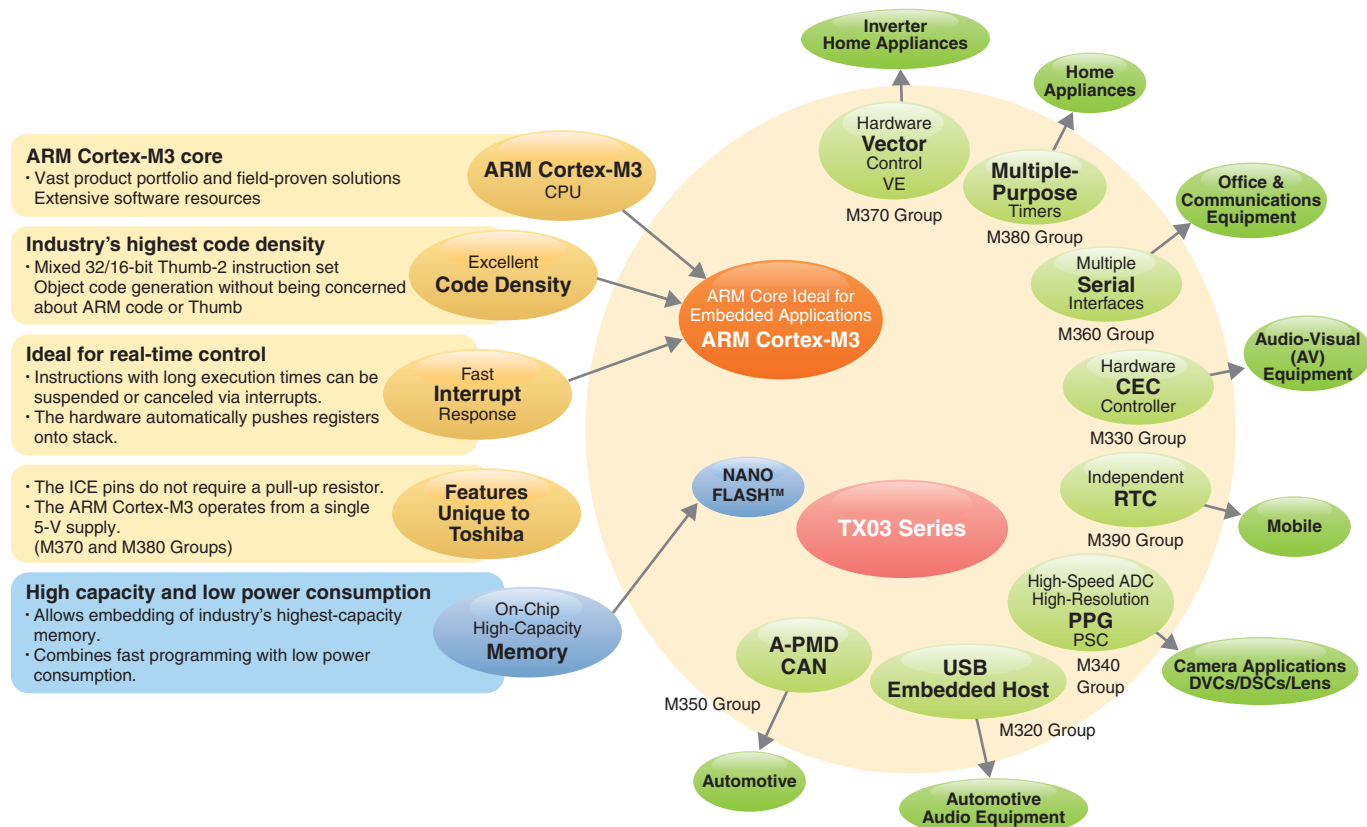 ARM Cortex-M3 core
・Vast product portfolio and field-proven solutions
Extensive software resources
ARM Cortex-M3
CPU
Industry's highest code density
・Mixed 32/16-bit Thumb-2 instruction set
Object code generation without being concerned
about ARM code or Thumb
Excellent
Code Density
Ideal for real-time control
・Instructions with long execution times can be
suspended or canceled via interrupts.
・The hardware automatically pushes registers
onto stack.
Fast
Interrupt
Response
・The ICE pins do not require a pull-up resistor.
・The ARM Cortex-M3 operates from a single
5-V supply.
(M370 and M380 Groups)
Features
Unique to
Toshiba
High capacity and low power consumption
・Allows embedding of industry's highest-capacity
memory.
・Combines fast programming with low power
consumption.
On-Chip
High-Capacity
Memory
ARM Core Ideal for
Embedded Applications
ARM Cortex-M3
NANO
FLASH™
TX03 Series
Inverter
Home Appliances
Hardware
Vector
Control
VE
M370 Group
Home
Appliances
Multiple-
Purpose
Timers
M380 Group
Office &
Communications
Equipment
Multiple
Serial
Interfaces
M360 Group
Audio-Visual
(AV)
Equipment
Hardware
CEC
Controller
M330 Group
Independent
RTC
M390 Group
Mobile
High-Speed ADC
High-Resolution
PPG
PSC
M340
Group
Camera Applications
DVCs/DSCs/Lens
USB
Embedded Host
M320 Group
Automotive
Audio Equipment
A-PMD
CAN
M350 Group
Automotive